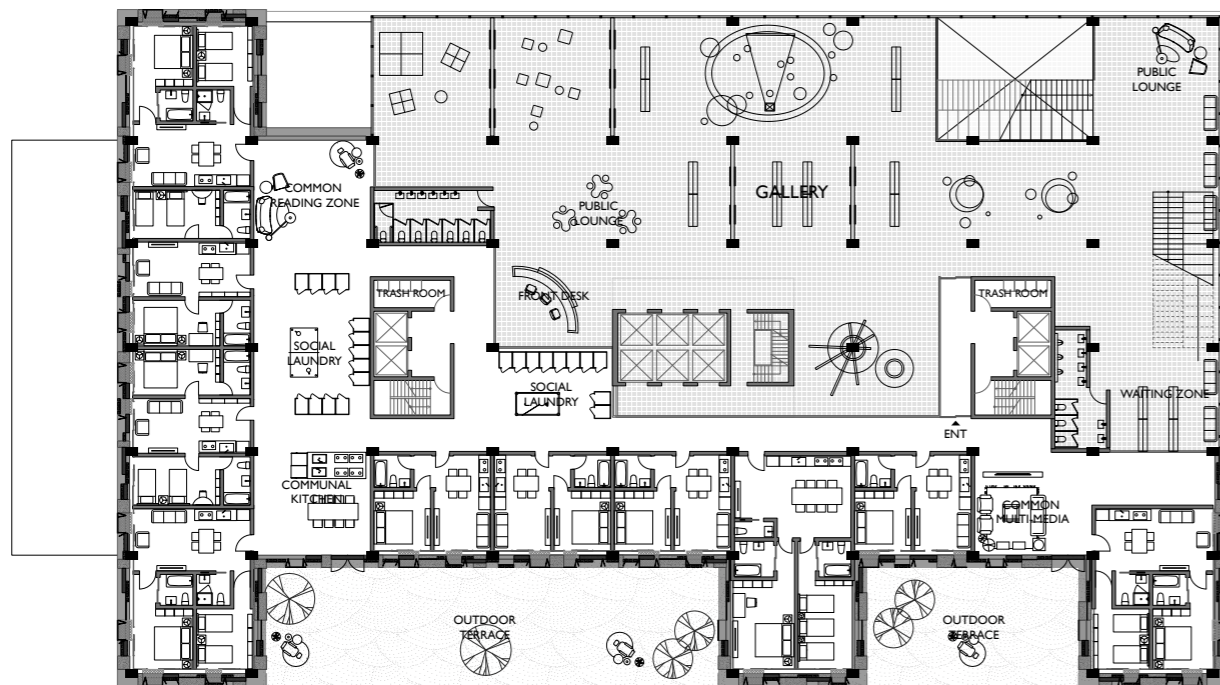 PUBLIC
LOUNGE
COMMON
READING ZONE
GALLERY
PUBLIC
LOUNGE
TRASH ROOM
FRONT DESK
TRASH ROOM
SOCIAL
LAUNDRY
SOCIAL
LAUNDRY
WAITING ZONE
ENT
COMMUNAL
KITCHEN
COMMON
MULTI-MEDIA
OUTDOOR
TERRACE
OUTDOOR
TERRACE